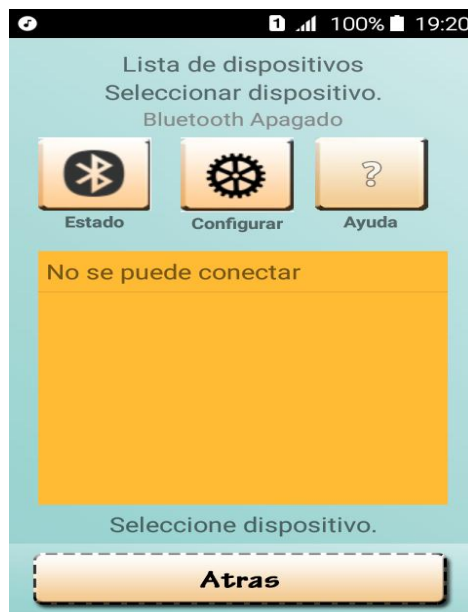 1 100% 19:20
Lista de dispositivos
Seleccionar dispositivo.
Bluetooth Apagado
?
Estado Configurar Ayuda
No se puede conectar
Seleccione dispositivo.
Atras